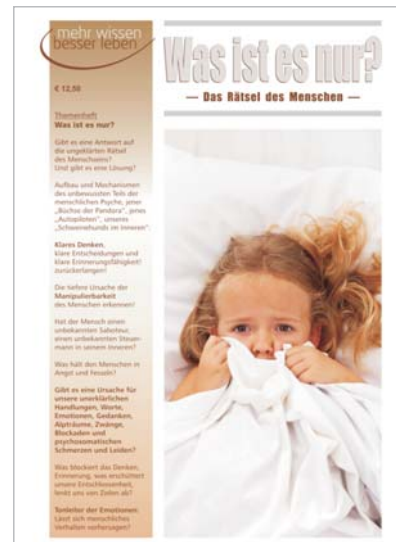 mehr wissen
besser leben
Was ist es nur?
— Das Rätsel des Menschen —
€ 12,50
Themenheft
Was ist es nur?
Gibt es eine Antwort auf
die ungeklärten Rätsel
des Menschseins?
Und gibt es eine Lösung?
Aufbau und Mechanismen
des unbewussten Teils der
menschlichen Psyche, jener
„Büchse der Pandora“, jenes
„Autopiloten“, unseres
„Schweinehunds im Inneren“.
Klares Denken,
klare Entscheidungen und
klare Erinnerungsfähigkeit!
zurückerlangen!
Die tiefere Ursache der
Manipulierbarkeit
des Menschen erkennen!
Hat der Mensch einen
unbekannten Saboteur,
einen unbekannten Steuer-
mann in seinem Inneren?
Was hält den Menschen in
Angst und Fesseln?
Gibt es eine Ursache für
unsere unerklärlichen
Handlungen, Worte,
Emotionen, Gedanken,
Alpträume, Zwänge,
Blockaden und
psychosomatischen
Schmerzen und Leiden?
Was blockiert das Denken,
Erinnerung, was erschüttert
unsere Entschlossenheit,
lenkt uns von Zielen ab?
Tonleiter der Emotionen:
Lässt sich menschliches
Verhalten vorhersagen?